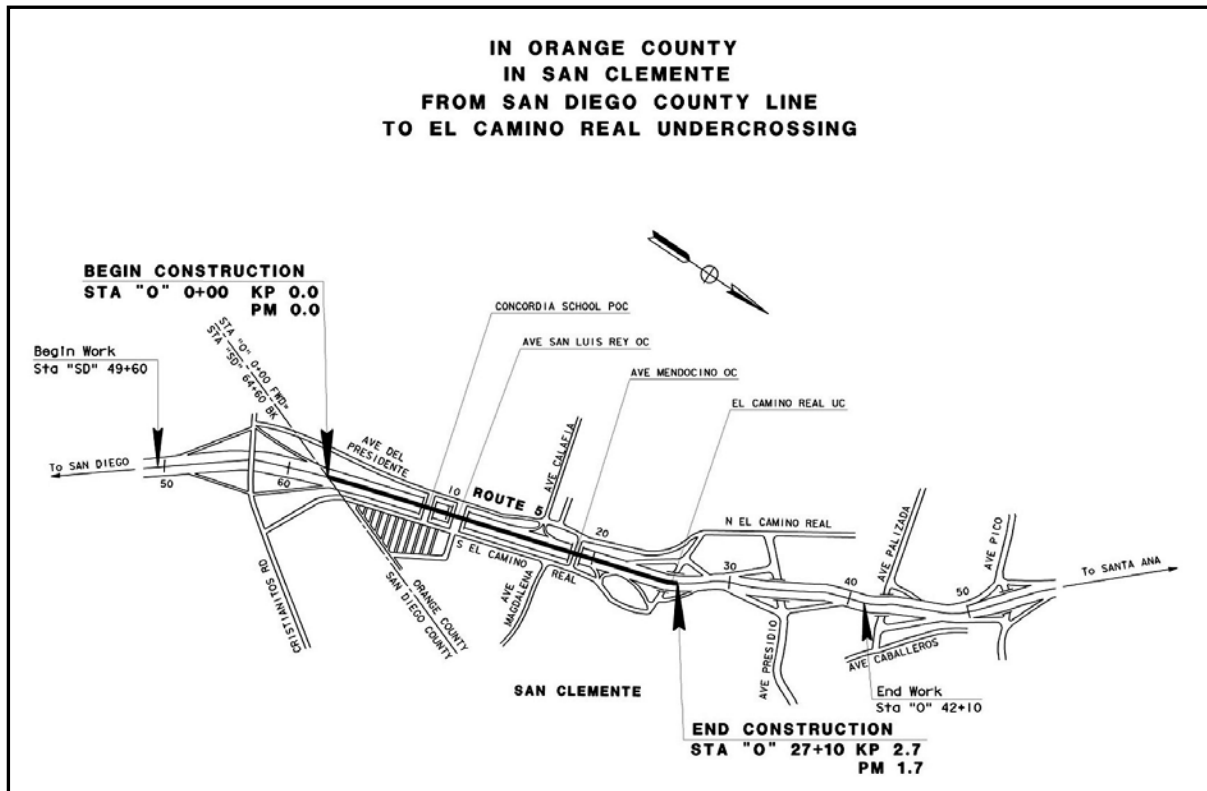 IN ORANGE COUNTY
IN SAN CLEMENTE
FROM SAN DIEGO COUNTY LINE
TO EL CAMINO REAL UNDERCROSSING
BEGIN CONSTRUCTION
STA "O" 0+00 KP 0.0
PM 0.0
CONCORDIA SCHOOL POC
AVE SAN LUIS REY OC
AVE MENDOCINO OC
EL CAMINO REAL UC
Begin Work
Sta "SD" 49+60
STA "O" 0+00 FWD=
STA "SD" 64+60 BK
To SAN DIEGO
50
60
AVE DEL
PRESIDENTE
10
ROUTE 5
AVE CALAFIA
20
N EL CAMINO REAL
30
40
AVE PALIZADA
50
AVE PICO
To SANTA ANA
S EL CAMINO REAL
AVE
MAGDALENA
CRISTIANITOS RD
ORANGE COUNTY
SAN DIEGO COUNTY
AVE PRESIDIO
AVE CABALLEROS
SAN CLEMENTE
End Work
Sta "O" 42+10
END CONSTRUCTION
STA "O" 27+10 KP 2.7
PM 1.7